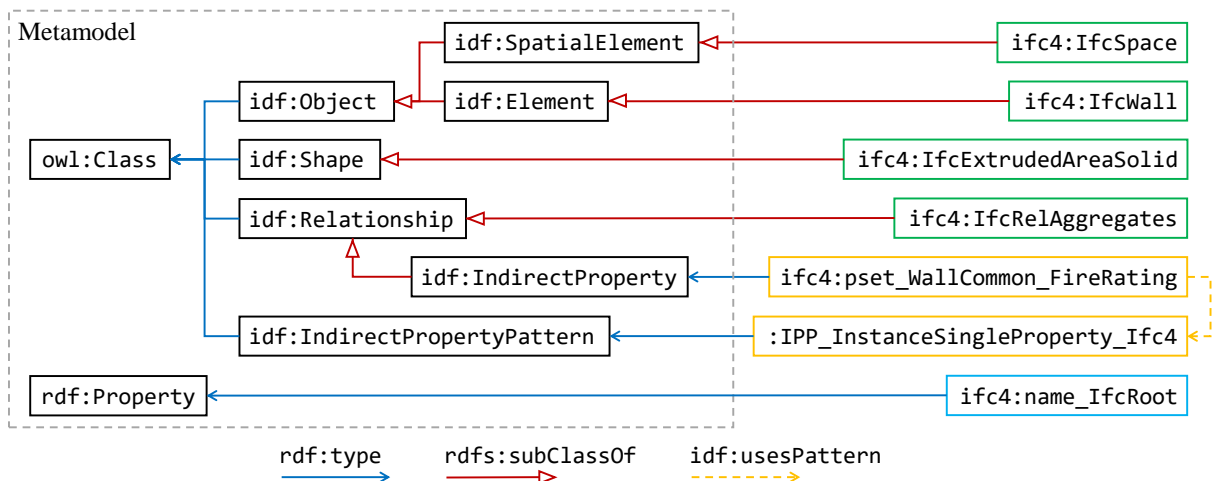 Metamodel
idf:SpatialElement
ifc4:IfcSpace
idf:Object
idf:Element
ifc4:IfcWall
owl:Class
idf:Shape
ifc4:IfcExtrudedAreaSolid
idf:Relationship
ifc4:IfcRelAggregates
idf:IndirectProperty
ifc4:pset_WallCommon_FireRating
idf:IndirectPropertyPattern
:IPP_InstanceSingleProperty_Ifc4
rdf:Property
ifc4:name_IfcRoot
rdf:type
rdfs:subClassOf
idf:usesPattern